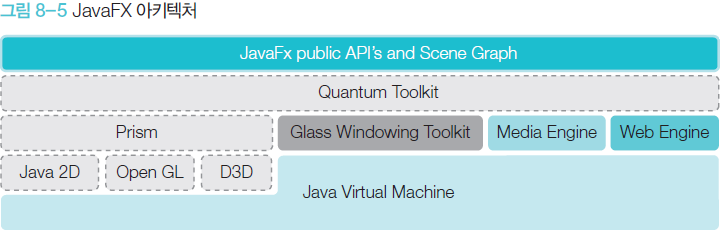 그림 8-5 JavaFX 아키텍처
JavaFx public API's and Scene Graph
Quantum Toolkit
Prism Glass Windowing Toolkit Media Engine Web Engine
Java 2D Open GL D3D
Java Virtual Machine